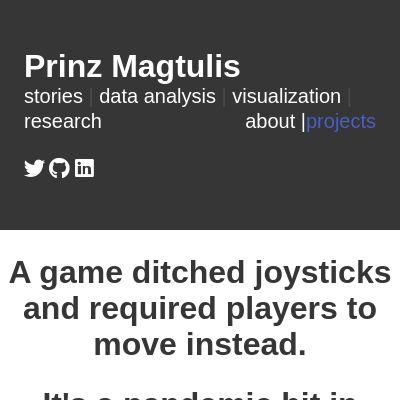 Prinz Magtulis
stories | data analysis | visualization |
research about |projects
A game ditched joysticks
and required players to
move instead.
It's a pandemic hit in